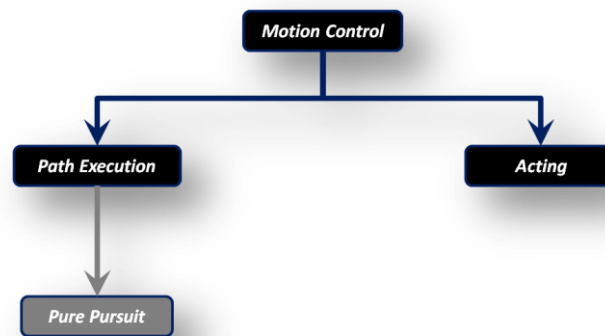 Motion Control
Path Execution
Acting
Pure Pursuit